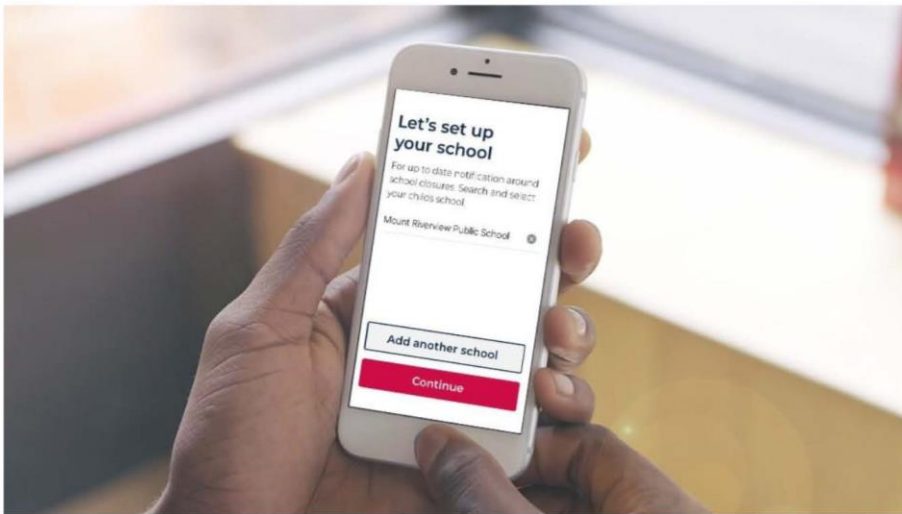 Let's set up
your school
For up to date notification around
school closures. Search and select
your childs school.
Mount Riverview Public School
Add another school
Continue